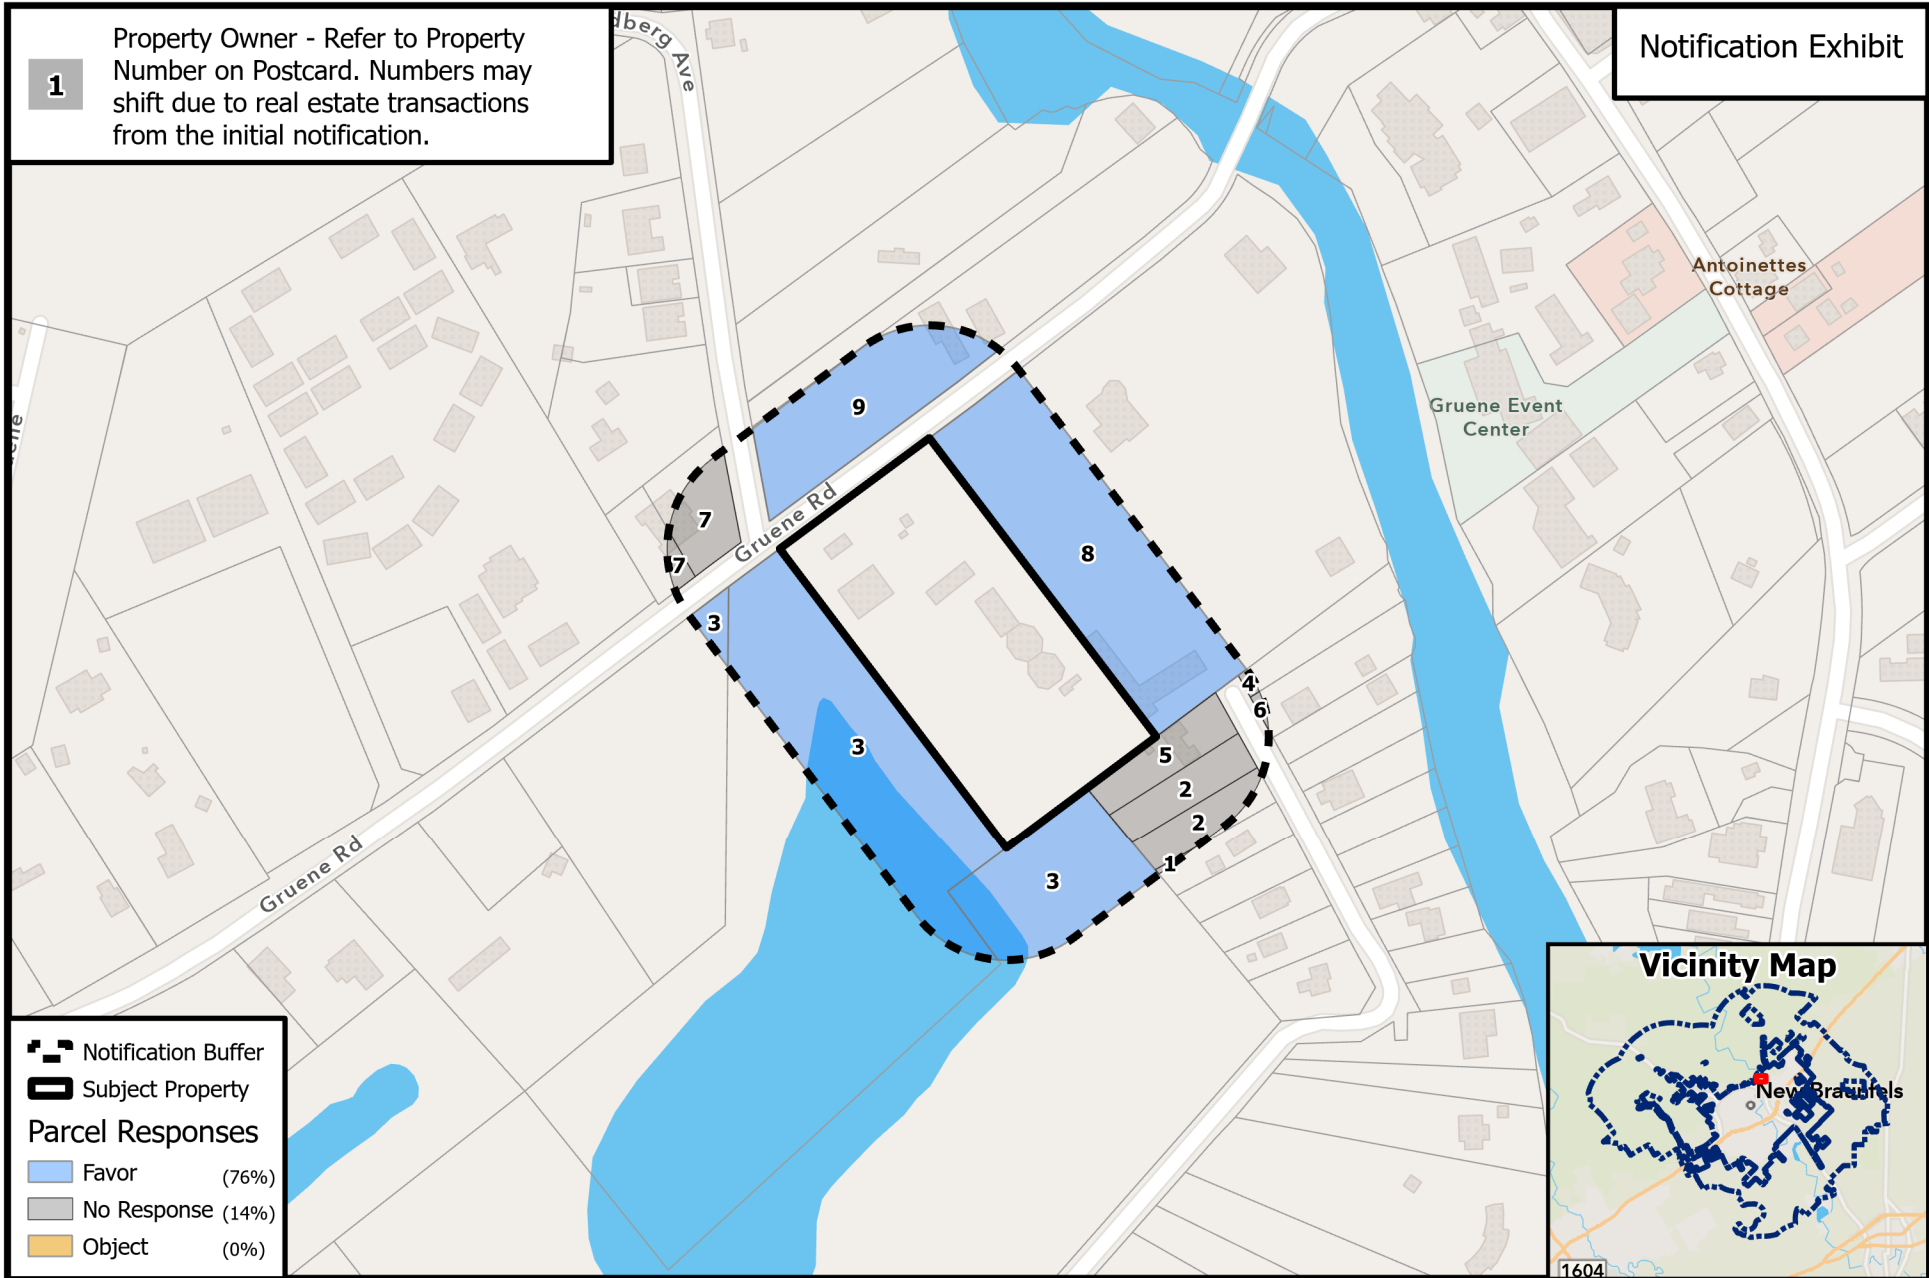 1
Property Owner - Refer to Property
Number on Postcard. Numbers may
shift due to real estate transactions
from the initial notification.
Notification Exhibit
Ave
Antoinettes
Cottage
Gruene Event
Center
9
7
Gruene Rd
7
8
3
4
6
3
5
2
2
1
3
Gruene Rd
Notification Buffer
Subject Property
Parcel Responses
Favor (76%)
No Response (14%)
Object (0%)
Vicinity Map
New Braunfels
1604